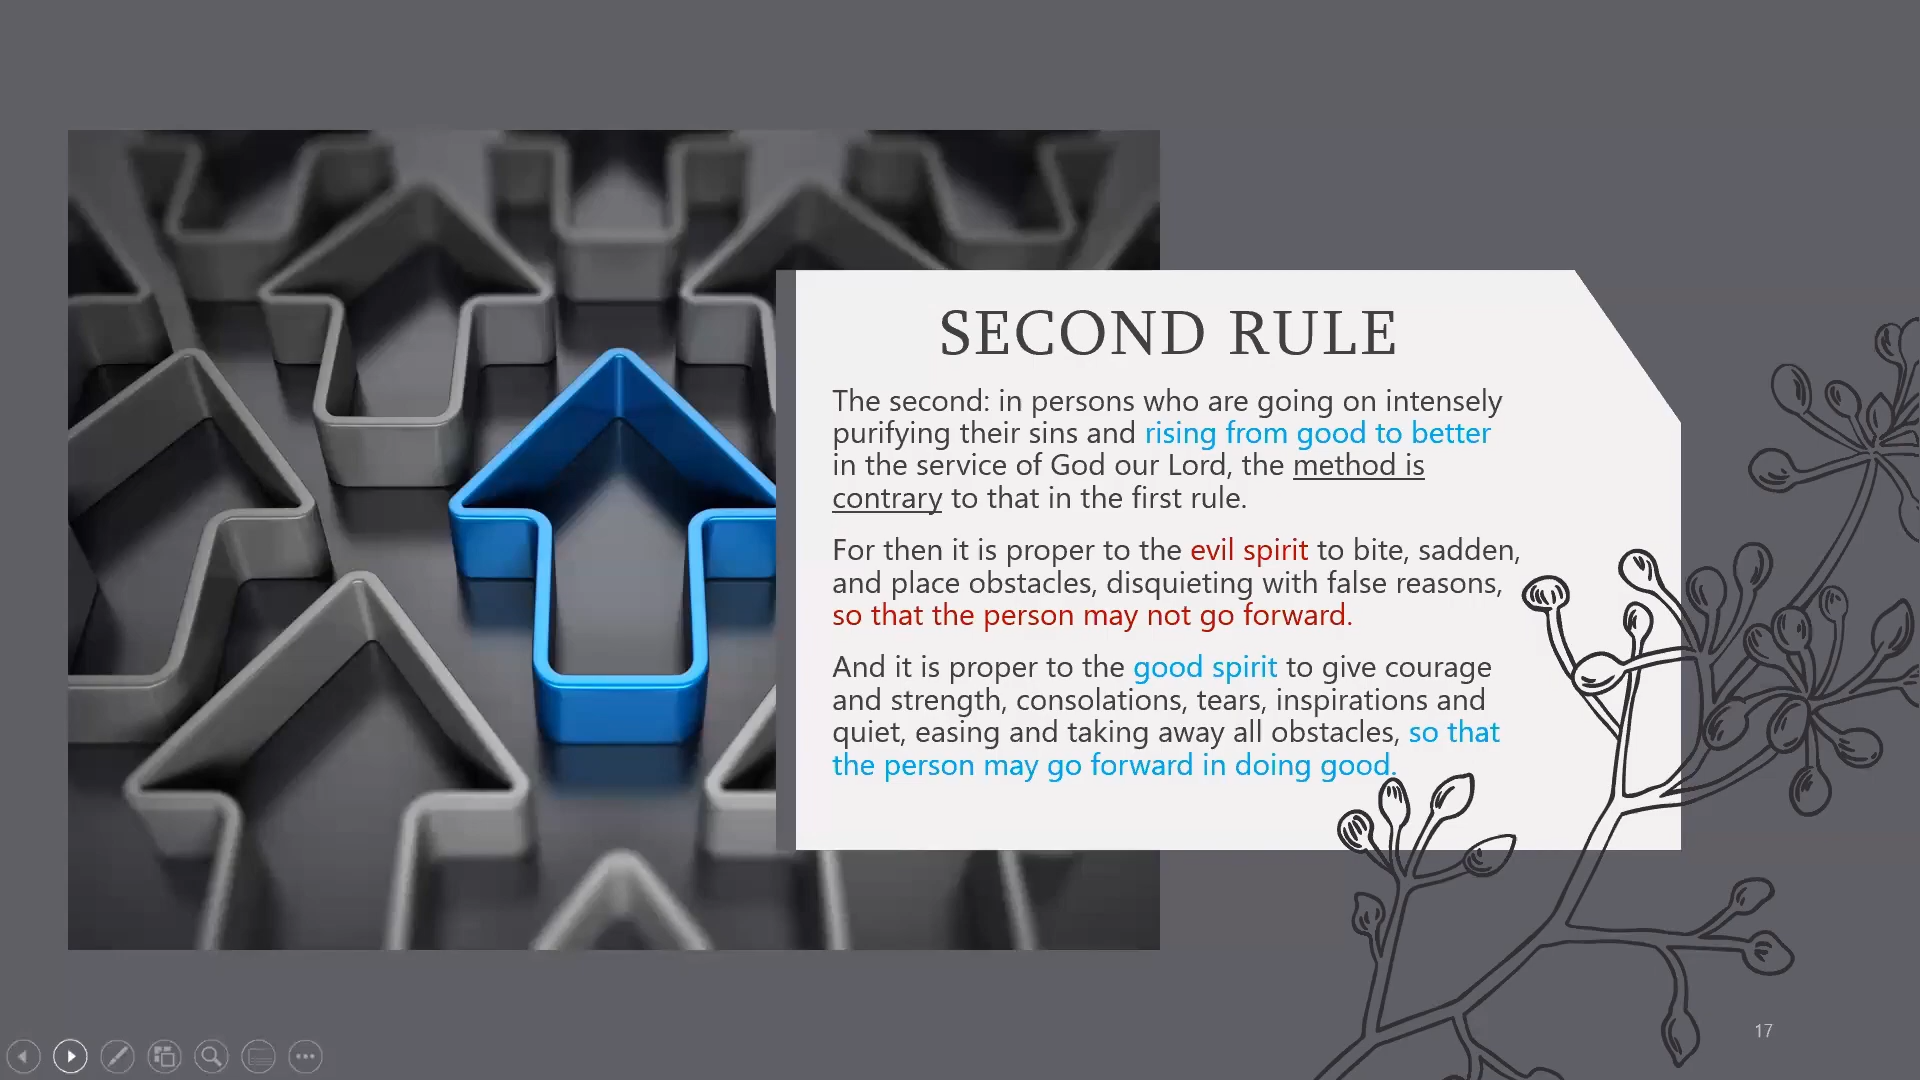 SECOND RULE
The second: in persons who are going on intensely
purifying their sins and rising from good to better
in the service of God our Lord, the method is
contrary to that in the first rule.
For then it is proper to the evil spirit to bite, sadden,
and place obstacles, disquieting with false reasons,
so that the person may not go forward.
And it is proper to the good spirit to give courage
and strength, consolations, tears, inspirations and
quiet, easing and taking away all obstacles, so that
the person may go forward in doing good.
17